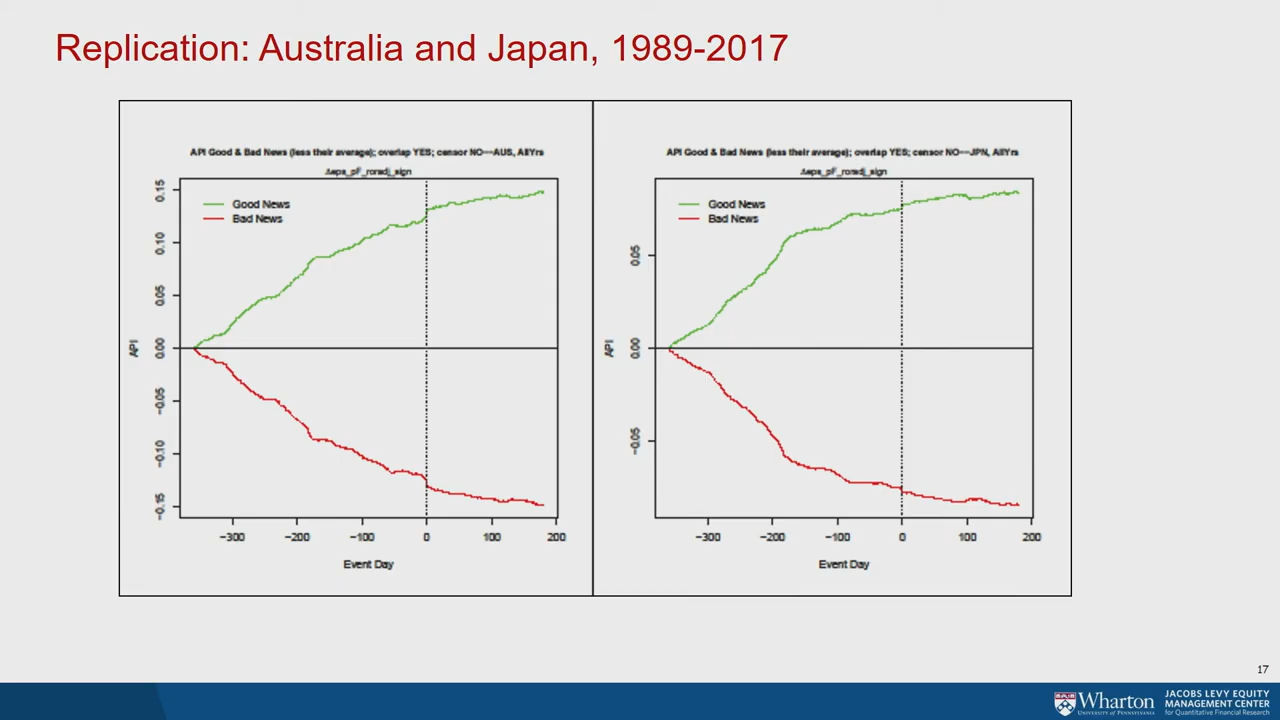 Replication: Australia and Japan, 1989-2017
API Good & Bad News (less their average); overlap YES; censor NO--AUS, AllYrs
Good News
Bad News
0.15
0.10
0.05
0.00
-0.05
-0.10
-0.15
API
-300 -200 -100 0 100 200
Event Day
API Good & Bad News (less their average); overlap YES; censor NO--JPN, AllYrs
Good News
Bad News
0.05
0.00
-0.05
API
-300 -200 -100 0 100 200
Event Day
17
Wharton
UNIVERSITY of PENNSYLVANIA
JACOBS LEVY EQUITY
MANAGEMENT CENTER
for Quantitative Financial Research